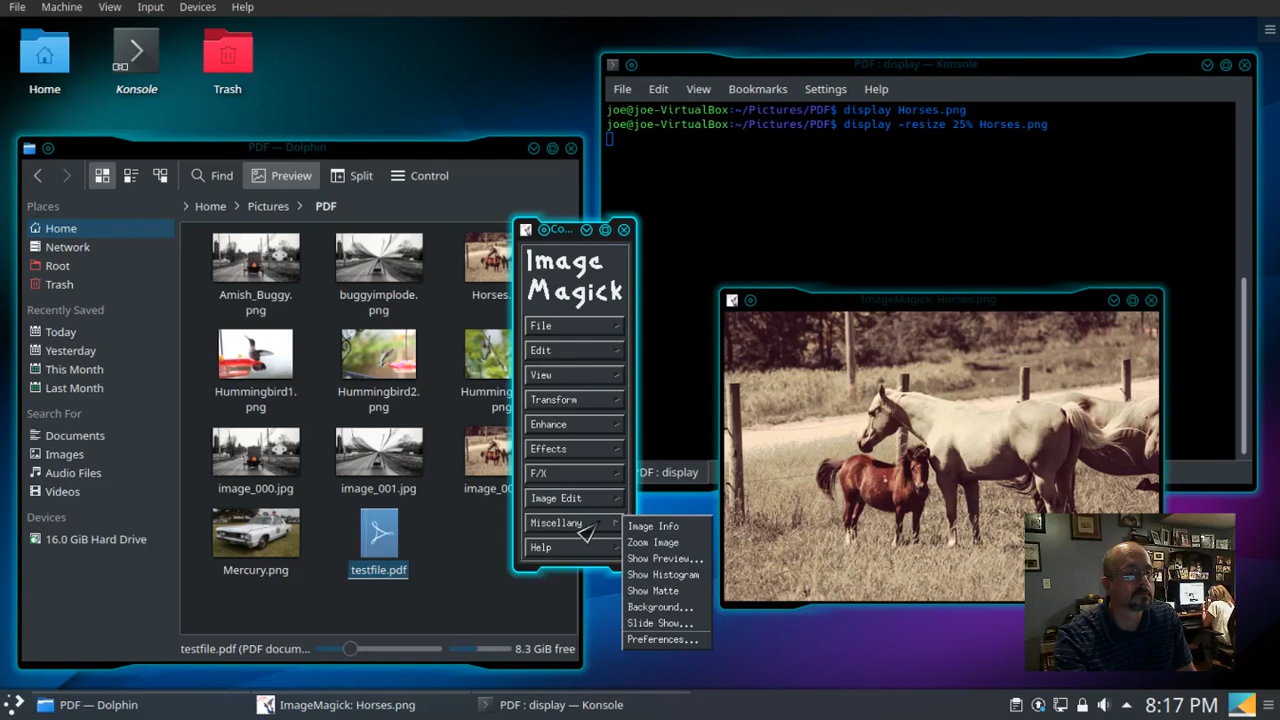 File Machine View Input Devices Help
Home
Konsole
Trash
PDF : display — Konsole
File Edit View Bookmarks Settings Help
joe@joe-VirtualBox:~/Pictures/PDF$ display Horses.png
joe@joe-VirtualBox:~/Pictures/PDF$ display -resize 25% Horses.png
PDF : display
PDF — Dolphin
Find Preview Split Control
Places
Home
Network
Root
Trash
Recently Saved
Today
Yesterday
This Month
Last Month
Search For
Documents
Images
Audio Files
Videos
Devices
16.0 GiB Hard Drive
Home Pictures PDF
Amish_Buggy.
png
buggyimplode.
png
Horses.
Hummingbird1.
png
Hummingbird2.
png
Humming
png
image_000.jpg
image_001.jpg
image_00
Mercury.png
testfile.pdf
testfile.pdf (PDF docum...
8.3 GiB free
Co...
Image
Magick
File
Edit
View
Transform
Enhance
Effects
F/X
Image Edit
Miscellany
Help
Image Info
Zoom Image
Show Preview...
Show Histogram
Show Matte
Background...
Slide Show...
Preferences...
ImageMagick: Horses.png
PDF — Dolphin
ImageMagick: Horses.png
PDF : display — Konsole
8:17 PM